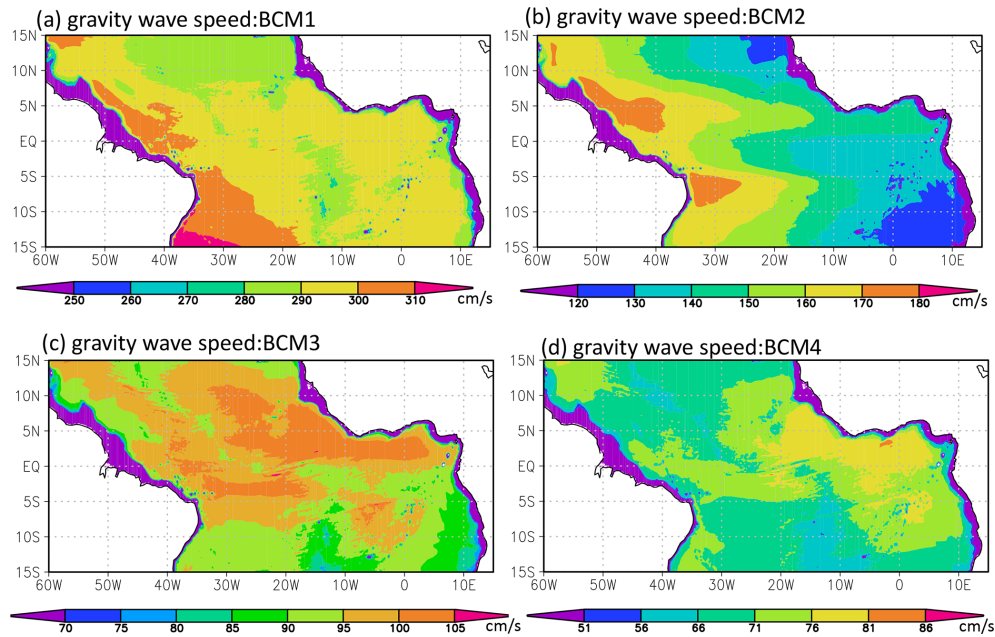 (a) gravity wave speed:BCM1
15N
10N
5N
EQ
5S
10S
15S
60W 50W 40W 30W 20W 10W 0 10E
250 260 270 280 290 300 310 cm/s
(b) gravity wave speed:BCM2
15N
10N
5N
EQ
5S
10S
15S
60W 50W 40W 30W 20W 10W 0 10E
120 130 140 150 160 170 180 cm/s
(c) gravity wave speed:BCM3
15N
10N
5N
EQ
5S
10S
15S
60W 50W 40W 30W 20W 10W 0 10E
70 75 80 85 90 95 100 105 cm/s
(d) gravity wave speed:BCM4
15N
10N
5N
EQ
5S
10S
15S
60W 50W 40W 30W 20W 10W 0 10E
51 56 66 71 76 81 86 cm/s